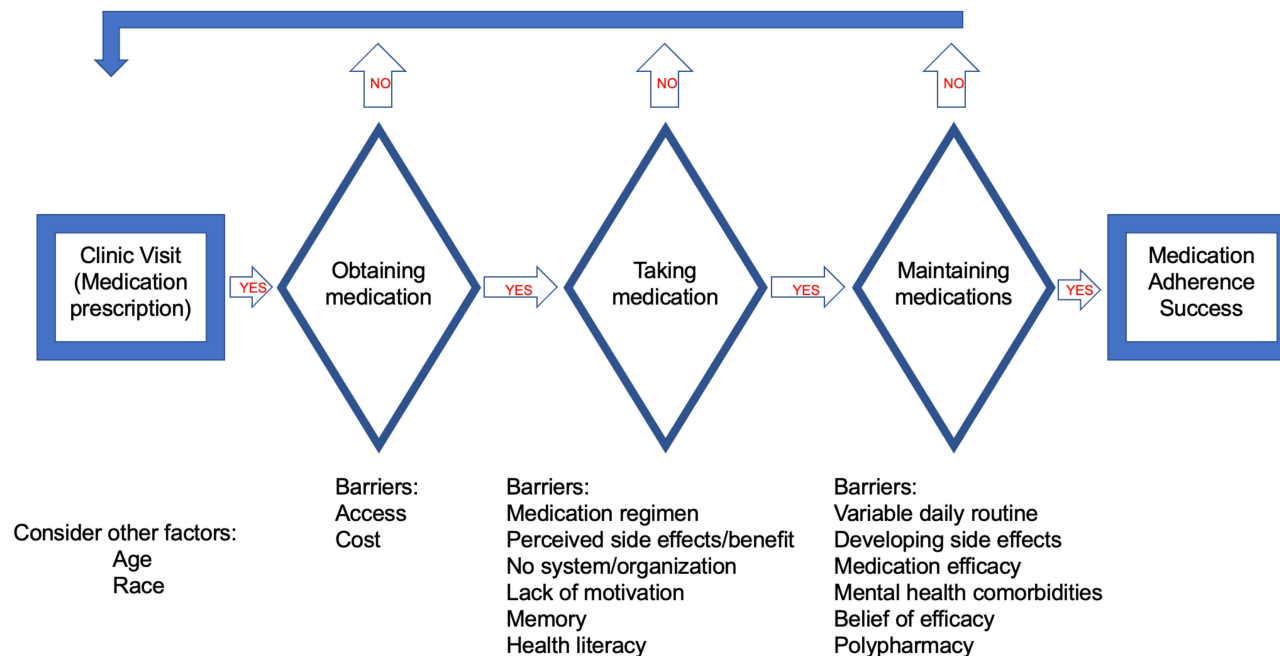 NO
NO
NO
Clinic Visit
(Medication
prescription)
YES
Obtaining
medication
YES
Taking
medication
YES
Maintaining
medications
YES
Medication
Adherence
Success
Consider other factors:
Age
Race
Barriers:
Access
Cost
Barriers:
Medication regimen
Perceived side effects/benefit
No system/organization
Lack of motivation
Memory
Health literacy
Barriers:
Variable daily routine
Developing side effects
Medication efficacy
Mental health comorbidities
Belief of efficacy
Polypharmacy